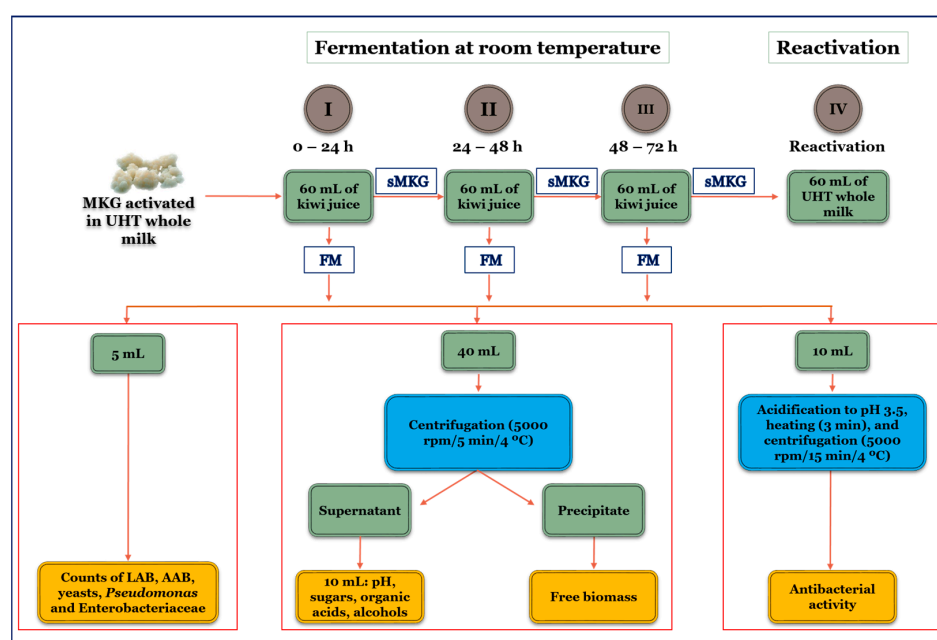 Fermentation at room temperature
Reactivation
I
II
III
IV
0 – 24 h
24 – 48 h
48 – 72 h
Reactivation
MKG activated
in UHT whole
milk
60 mL of
kiwi juice
sMKG
60 mL of
kiwi juice
sMKG
60 mL of
kiwi juice
sMKG
60 mL of
UHT whole
milk
FM
FM
FM
5 mL
40 mL
10 mL
Centrifugation (5000
rpm/5 min/4 ºC)
Acidification to pH 3.5,
heating (3 min), and
centrifugation (5000
rpm/15 min/4 ºC)
Supernatant
Precipitate
Counts of LAB, AAB,
yeasts, Pseudomonas
and Enterobacteriaceae
10 mL: pH,
sugars, organic
acids, alcohols
Free biomass
Antibacterial
activity